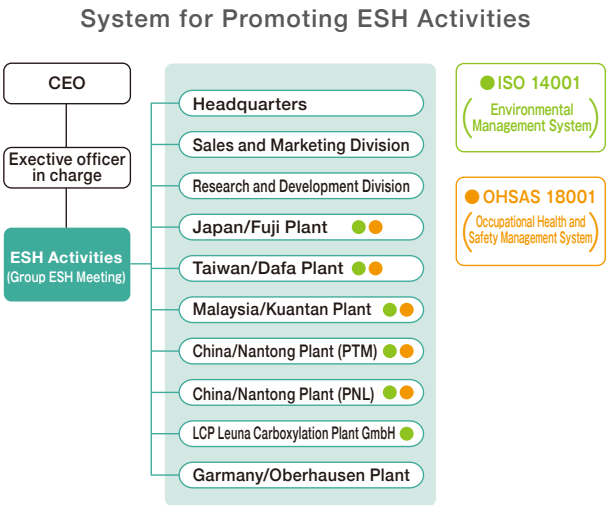 System for Promoting ESH Activities
CEO
Exective officer
in charge
ESH Activities
(Group ESH Meeting)
Headquarters
Sales and Marketing Division
Research and Development Division
Japan/Fuji Plant
Taiwan/Dafa Plant
Malaysia/Kuantan Plant
China/Nantong Plant (PTM)
China/Nantong Plant (PNL)
LCP Leuna Carboxylation Plant GmbH
Garmany/Oberhausen Plant
ISO 14001
(Environmental
Management System)
OHSAS 18001
(Occupational Health and
Safety Management System)